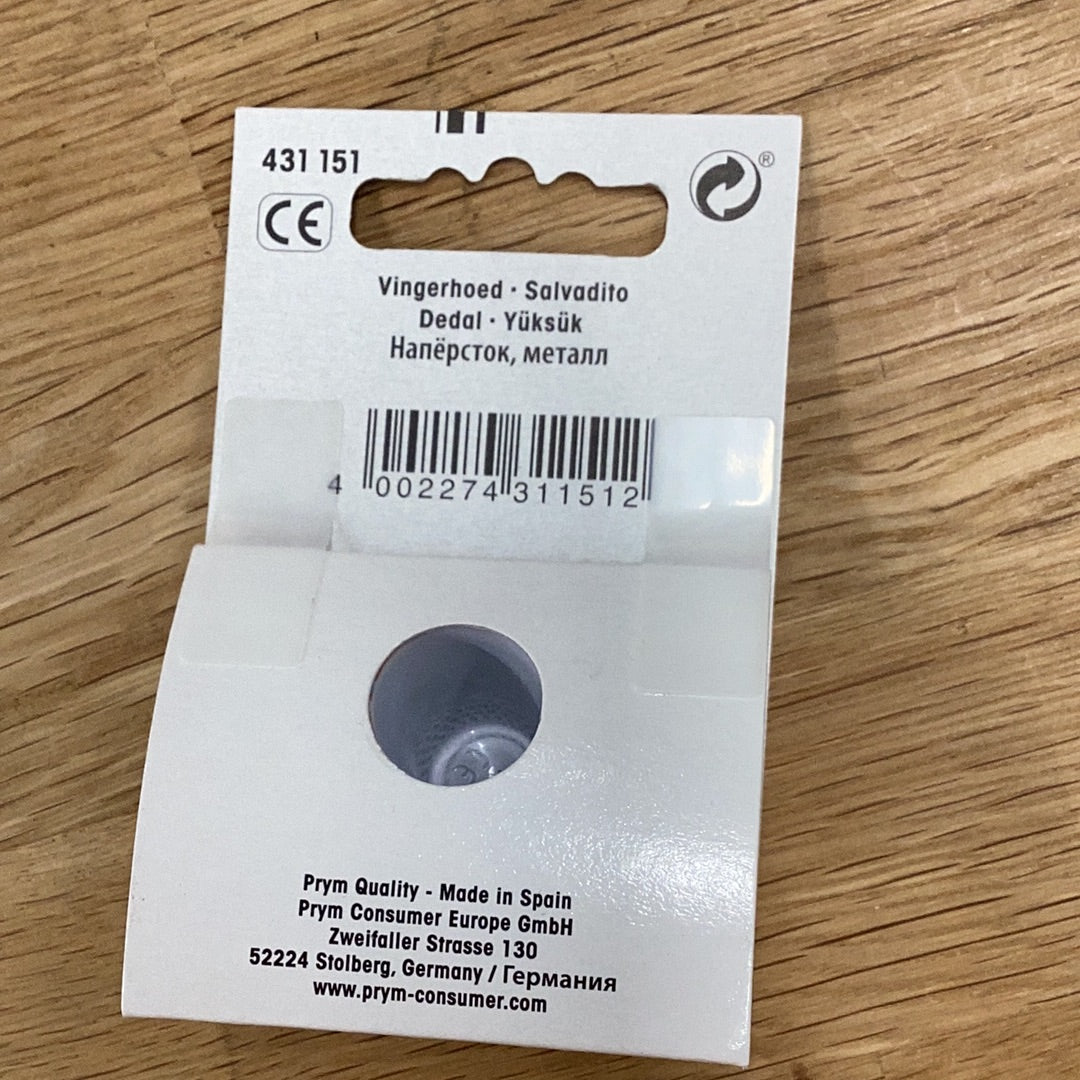 431 151
CE
®
Vingerhoed · Salvadito
Dedal · Yüksük
Напёрсток, металл
4 002274 311512
Prym Quality - Made in Spain
Prym Consumer Europe GmbH
Zweifaller Strasse 130
52224 Stolberg, Germany / Германия
www.prym-consumer.com